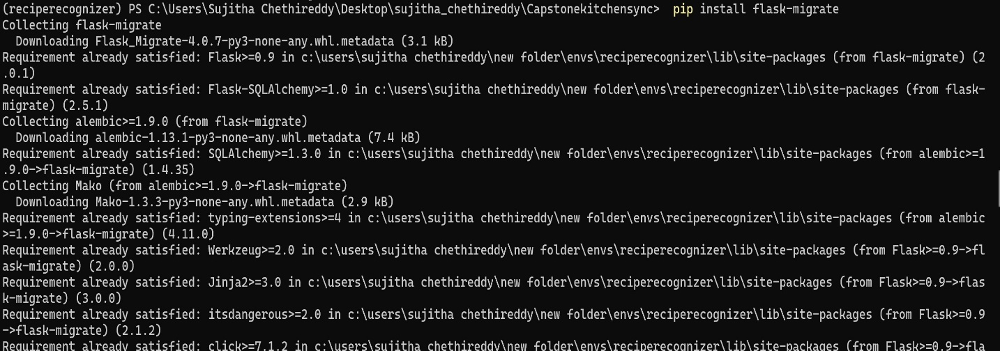 (reciperecognizer) PS C:\Users\Sujitha Chethireddy\Desktop\sujitha_chethireddy\Capstonekitchensync>  pip install flask-migrate
Collecting flask-migrate
  Downloading Flask_Migrate-4.0.7-py3-none-any.whl.metadata (3.1 kB)
Requirement already satisfied: Flask>=0.9 in c:\users\sujitha chethireddy\new folder\envs\reciperecognizer\lib\site-packages (from flask-migrate) (2
.0.1)
Requirement already satisfied: Flask-SQLAlchemy>=1.0 in c:\users\sujitha chethireddy\new folder\envs\reciperecognizer\lib\site-packages (from flask-
migrate) (2.5.1)
Collecting alembic>=1.9.0 (from flask-migrate)
  Downloading alembic-1.13.1-py3-none-any.whl.metadata (7.4 kB)
Requirement already satisfied: SQLAlchemy>=1.3.0 in c:\users\sujitha chethireddy\new folder\envs\reciperecognizer\lib\site-packages (from alembic>=1
.9.0->flask-migrate) (1.4.35)
Collecting Mako (from alembic>=1.9.0->flask-migrate)
  Downloading Mako-1.3.3-py3-none-any.whl.metadata (2.9 kB)
Requirement already satisfied: typing-extensions>=4 in c:\users\sujitha chethireddy\new folder\envs\reciperecognizer\lib\site-packages (from alembic
>=1.9.0->flask-migrate) (4.11.0)
Requirement already satisfied: Werkzeug>=2.0 in c:\users\sujitha chethireddy\new folder\envs\reciperecognizer\lib\site-packages (from Flask>=0.9->fl
ask-migrate) (2.0.0)
Requirement already satisfied: Jinja2>=3.0 in c:\users\sujitha chethireddy\new folder\envs\reciperecognizer\lib\site-packages (from Flask>=0.9->flas
k-migrate) (3.0.0)
Requirement already satisfied: itsdangerous>=2.0 in c:\users\sujitha chethireddy\new folder\envs\reciperecognizer\lib\site-packages (from Flask>=0.9
->flask-migrate) (2.1.2)
Requirement already satisfied: click>=7.1.2 in c:\users\sujitha chethireddy\new folder\envs\reciperecognizer\lib\site-packages (from Flask>=0.9->fla